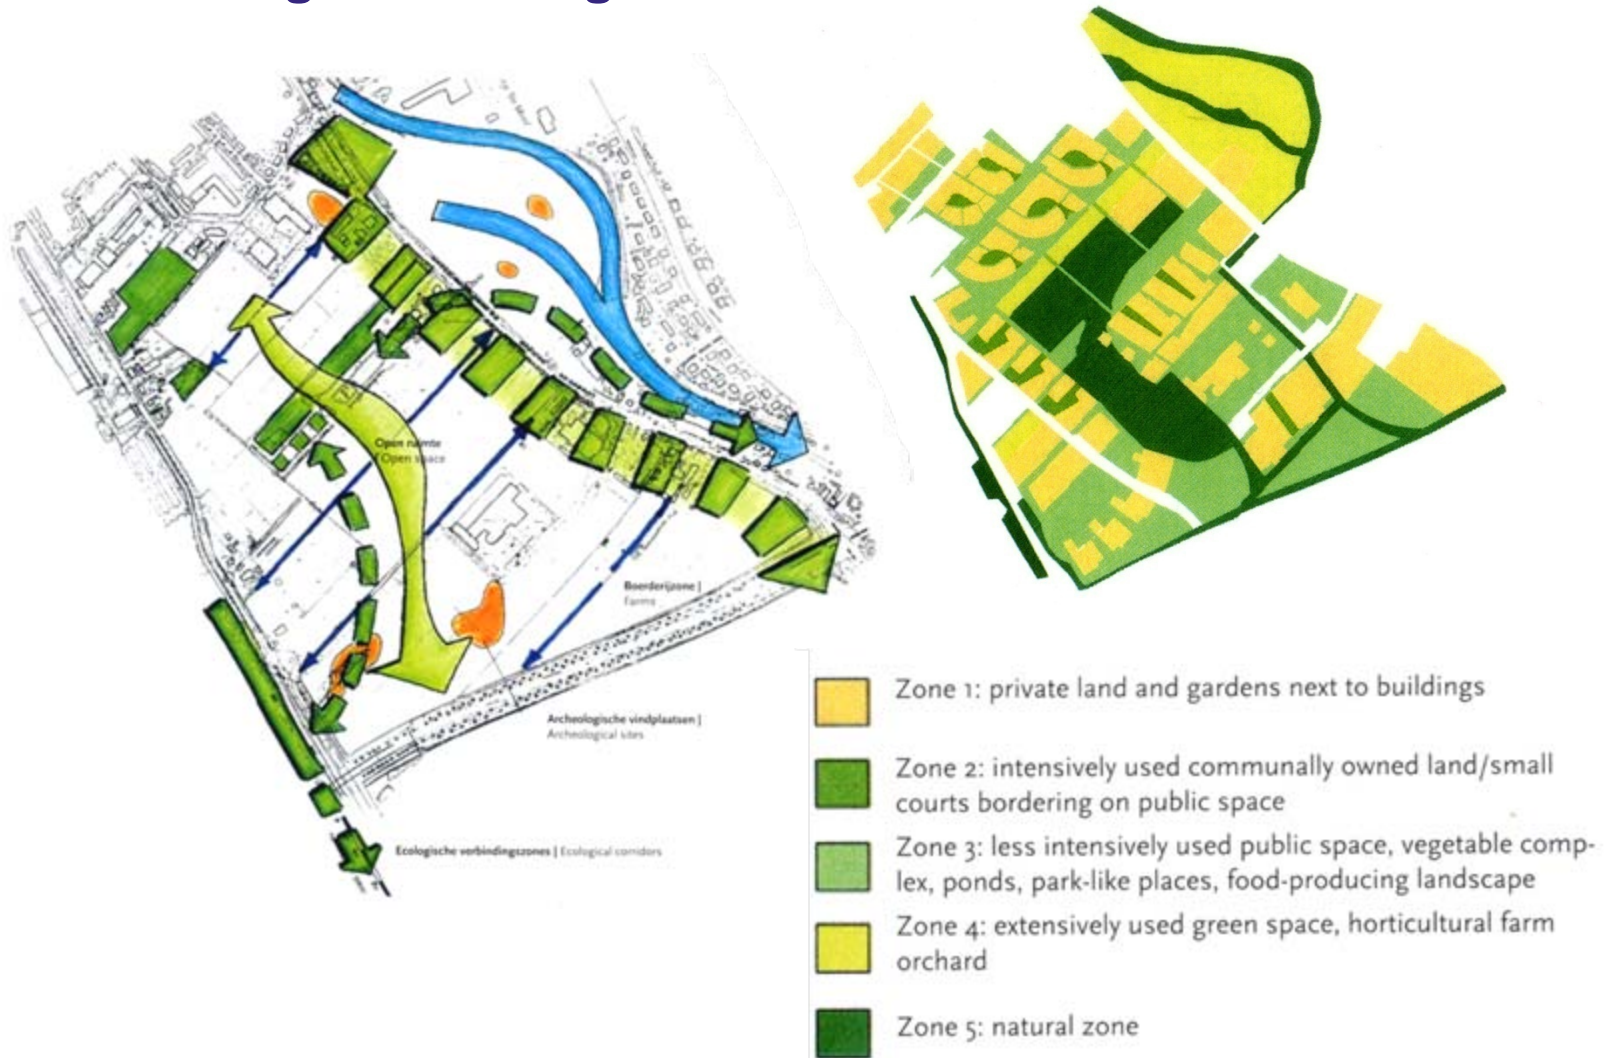 Open ruimte
Open space
Boerderijzone |
Farms
Archeologische vindplaatsen |
Archeological sites
Ecologische verbindingszones | Ecological corridors
Zone 1: private land and gardens next to buildings
Zone 2: intensively used communally owned land/small
courts bordering on public space
Zone 3: less intensively used public space, vegetable comp-
lex, ponds, park-like places, food-producing landscape
Zone 4: extensively used green space, horticultural farm
orchard
Zone 5: natural zone